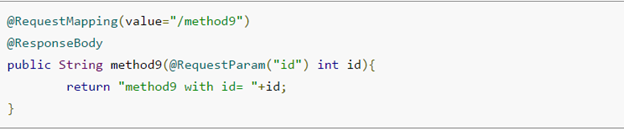 @RequestMapping(value="/method9")
@ResponseBody
public String method9(@RequestParam("id") int id){
        return "method9 with id= "+id;
}